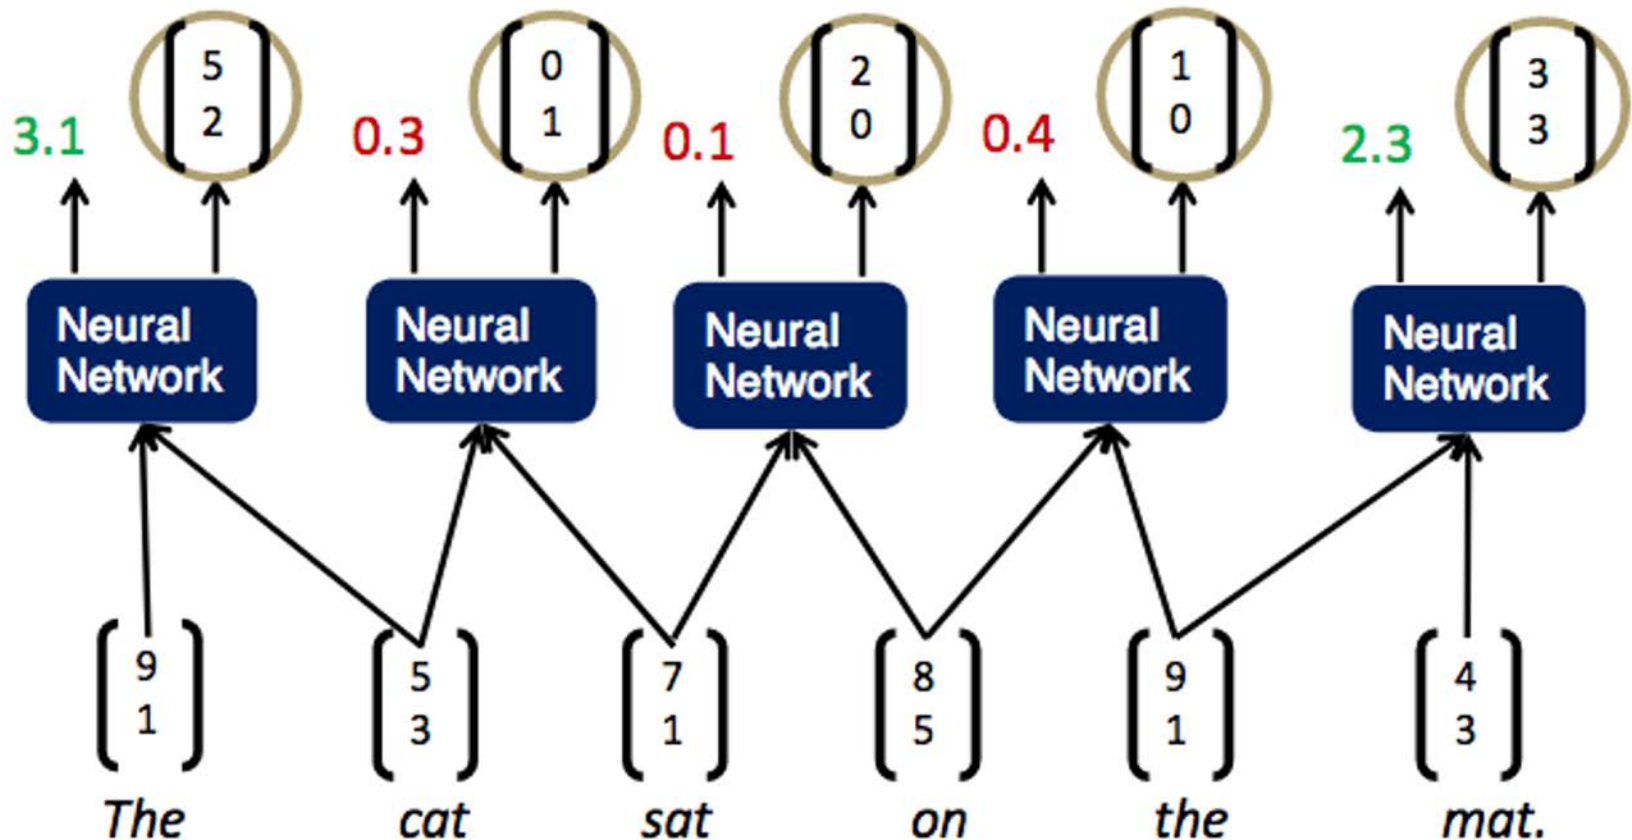 5 0 2 1 3
2 1 0 0 3
3.1 0.3 0.1 0.4 2.3
Neural Neural Neural Neural Neural
Network Network Network Network Network
9 5 7 8 9 4
1 3 1 5 1 3
The cat sat on the mat.